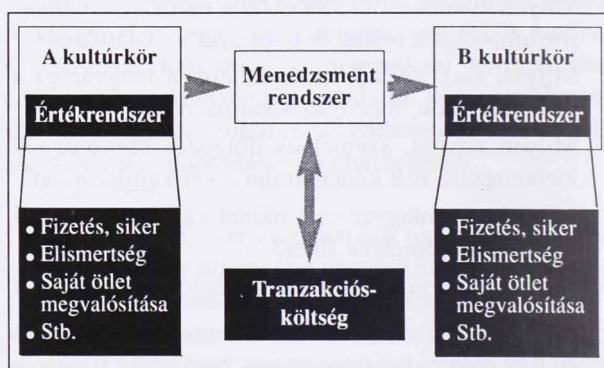 A kultúrkör
Értékrendszer
• Fizetés, siker
• Elismertség
• Saját ötlet
megvalósítása
• Stb.
Menedzsment
rendszer
Tranzakciós-
költség
B kultúrkör
Értékrendszer
• Fizetés, siker
• Elismertség
• Saját ötlet
megvalósítása
• Stb.